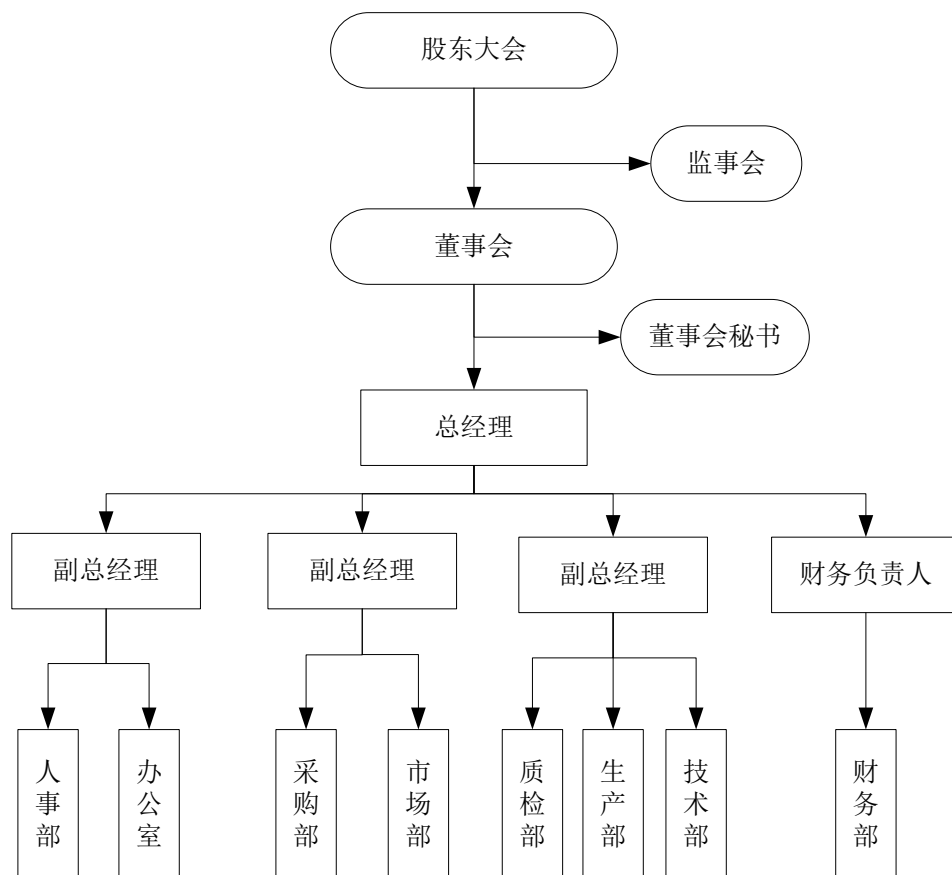 股东大会
监事会
董事会
董事会秘书
总经理
副总经理
副总经理
副总经理
财务负责人
人事部
办公室
采购部
市场部
质检部
生产部
技术部
财务部